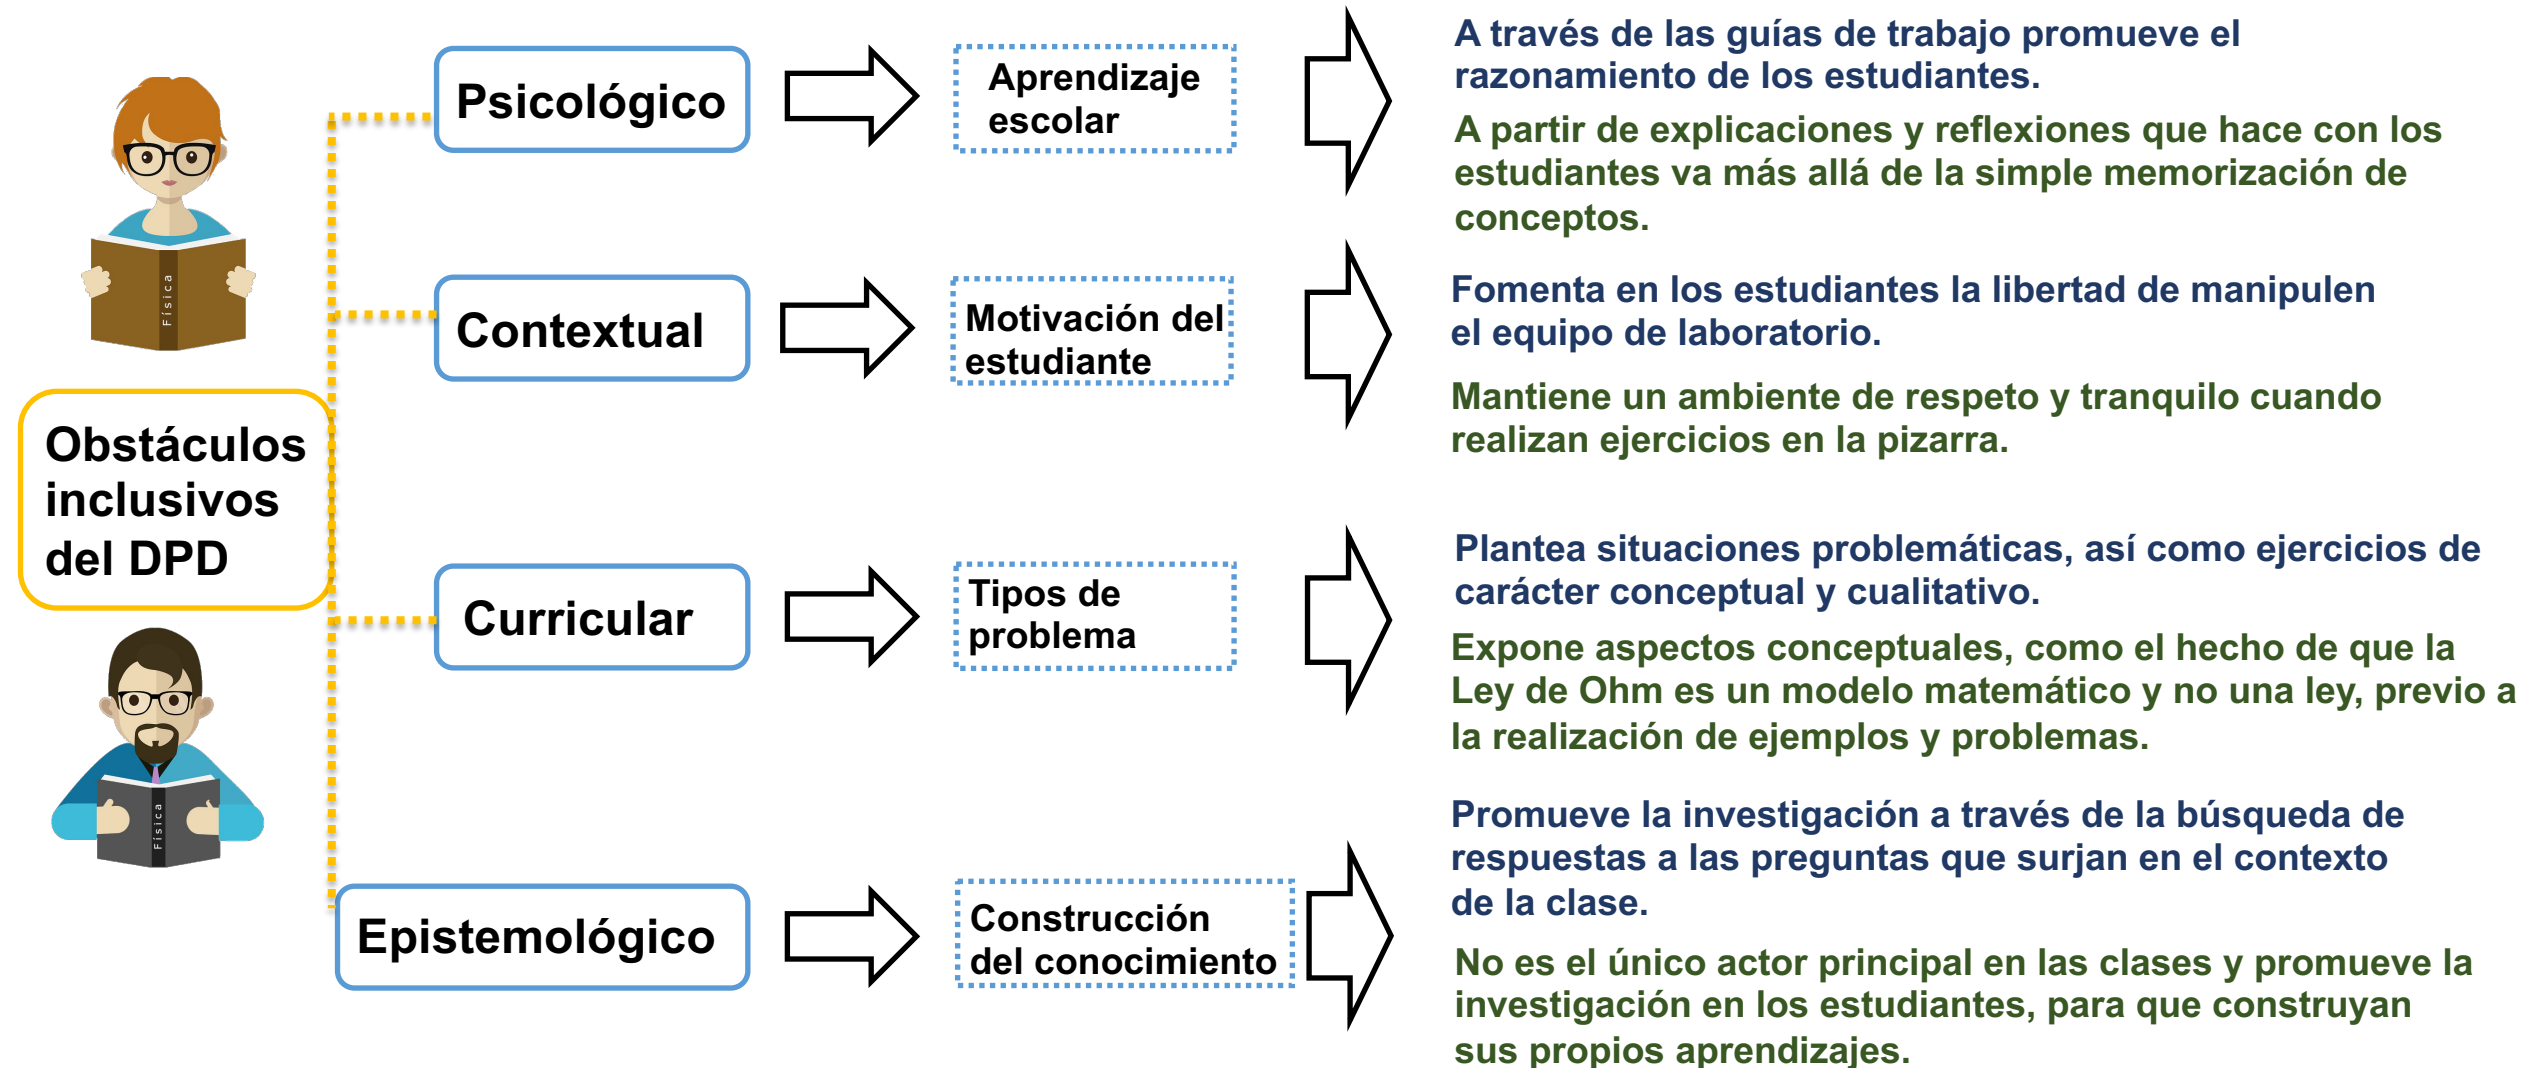 Psicológico
Aprendizaje
escolar
A través de las guías de trabajo promueve el
razonamiento de los estudiantes.
A partir de explicaciones y reflexiones que hace con los
estudiantes va más allá de la simple memorización de
conceptos.
Física
Contextual
Motivación del
estudiante
Fomenta en los estudiantes la libertad de manipulen
el equipo de laboratorio.
Mantiene un ambiente de respeto y tranquilo cuando
realizan ejercicios en la pizarra.
Obstáculos
inclusivos
del DPD
Curricular
Tipos de
problema
Plantea situaciones problemáticas, así como ejercicios de
carácter conceptual y cualitativo.
Expone aspectos conceptuales, como el hecho de que la
Ley de Ohm es un modelo matemático y no una ley, previo a
la realización de ejemplos y problemas.
Física
Epistemológico
Construcción
del conocimiento
Promueve la investigación a través de la búsqueda de
respuestas a las preguntas que surjan en el contexto
de la clase.
No es el único actor principal en las clases y promueve la
investigación en los estudiantes, para que construyan
sus propios aprendizajes.